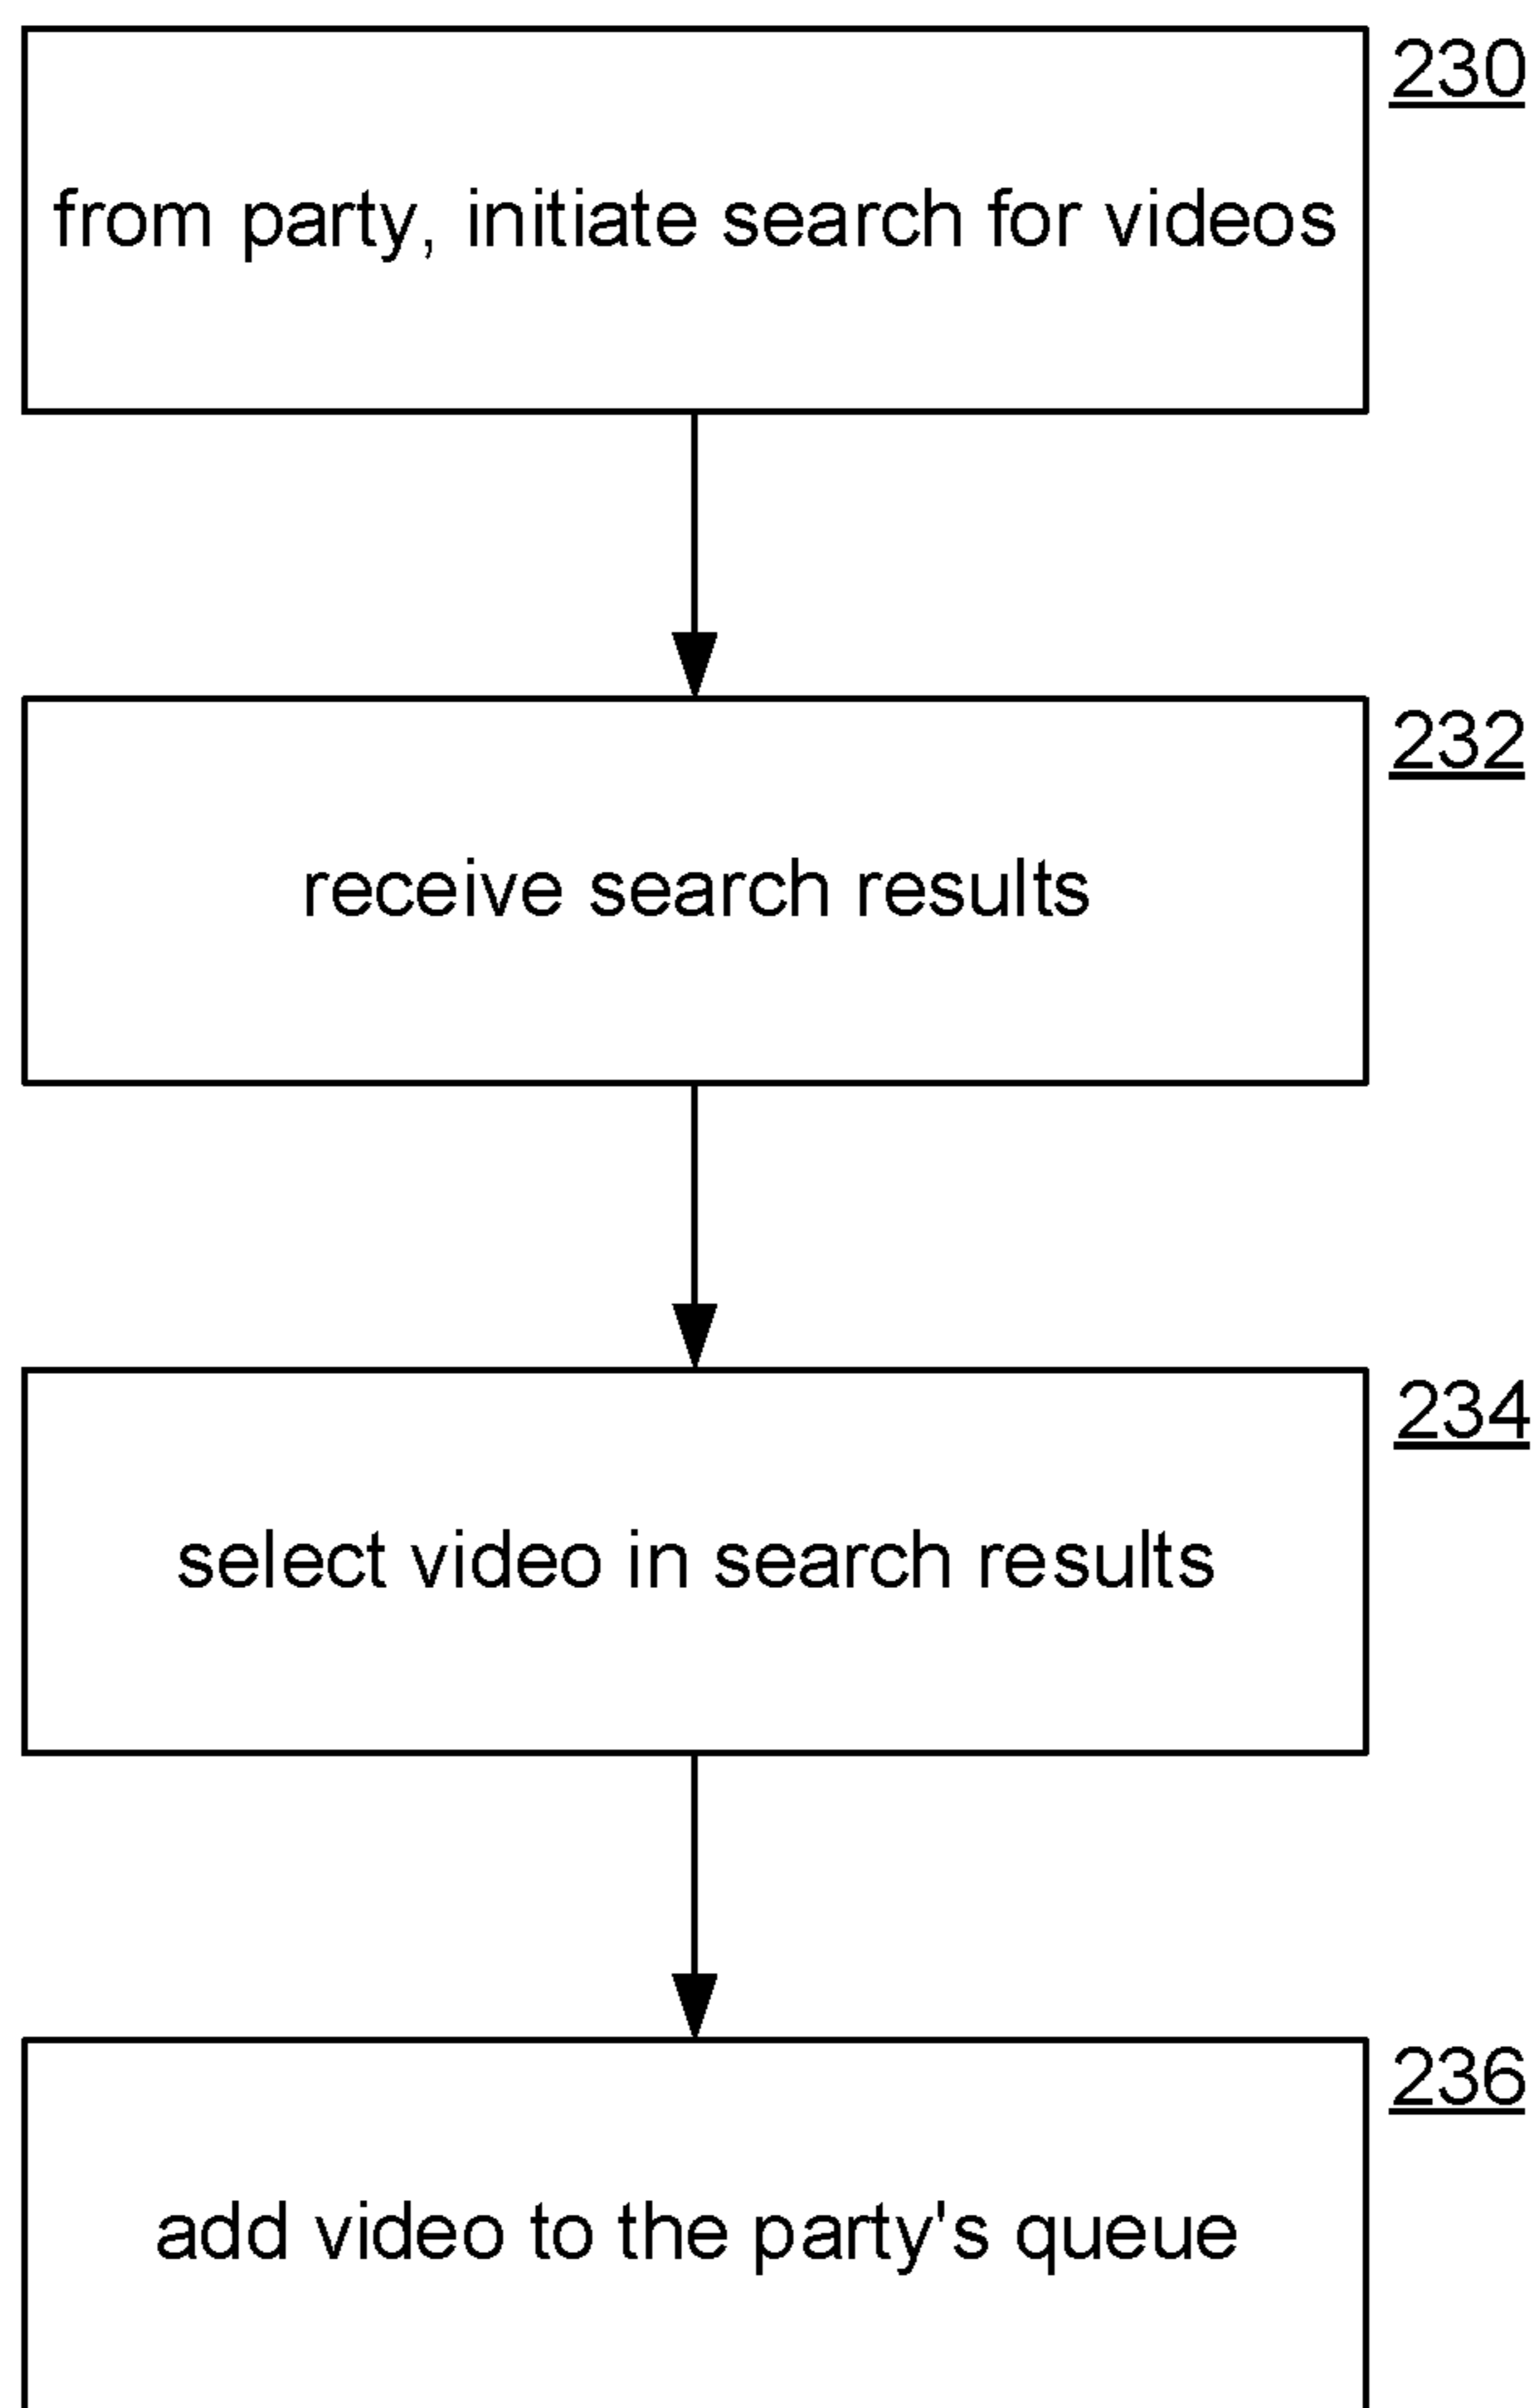 230
from party, initiate search for videos
232
receive search results
234
select video in search results
236
add video to the party's queue